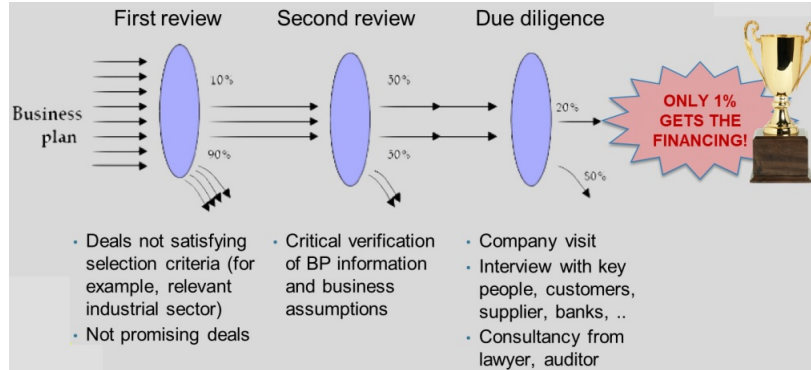 First review
Second review
Due diligence
Business
plan
10%
90%
50%
50%
20%
80%
ONLY 1%
GETS THE
FINANCING!
• Deals not satisfying
selection criteria (for
example, relevant
industrial sector)
• Not promising deals
• Critical verification
of BP information
and business
assumptions
• Company visit
• Interview with key
people, customers,
supplier, banks, ..
• Consultancy from
lawyer, auditor